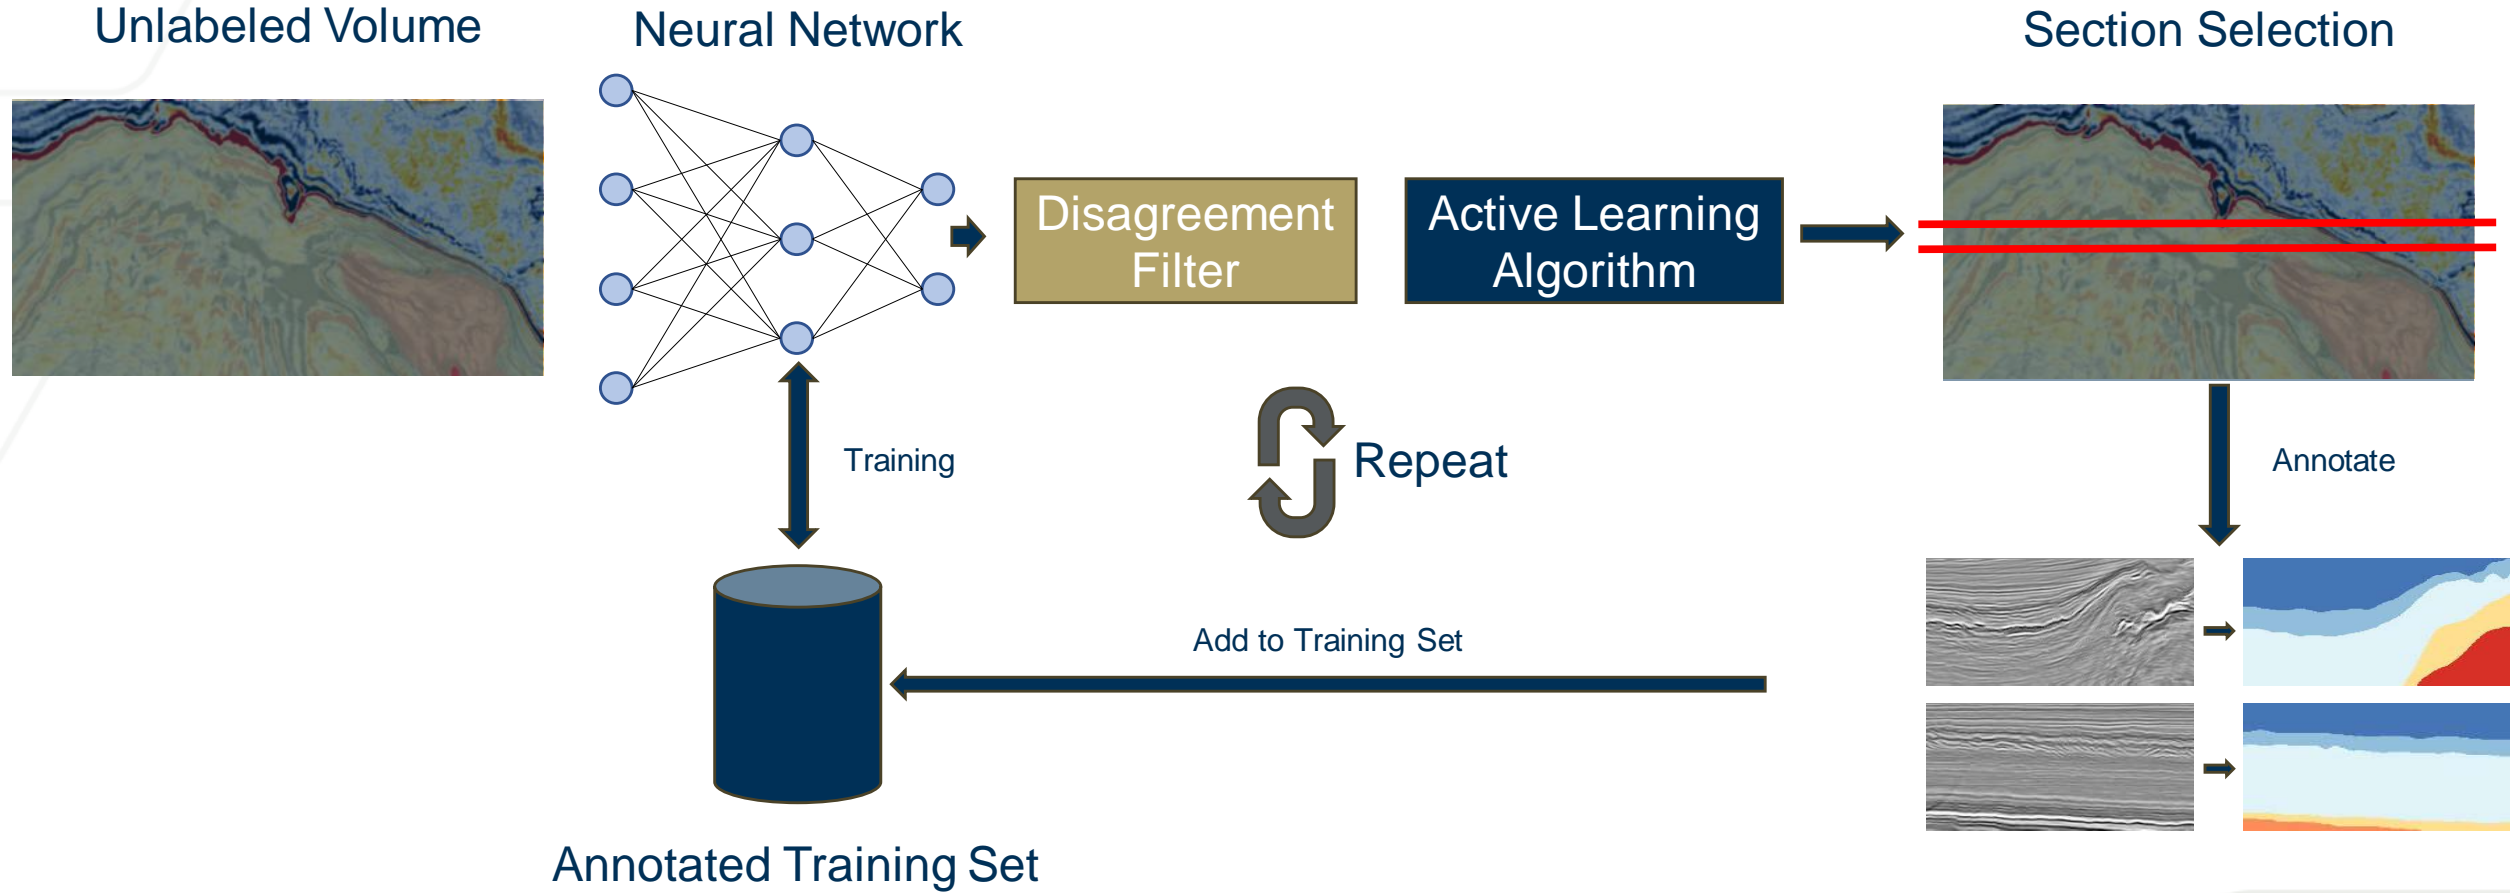 Unlabeled Volume
Neural Network
Section Selection
Disagreement
Filter
Active Learning
Algorithm
Training
Repeat
Annotate
Add to Training Set
Annotated Training Set